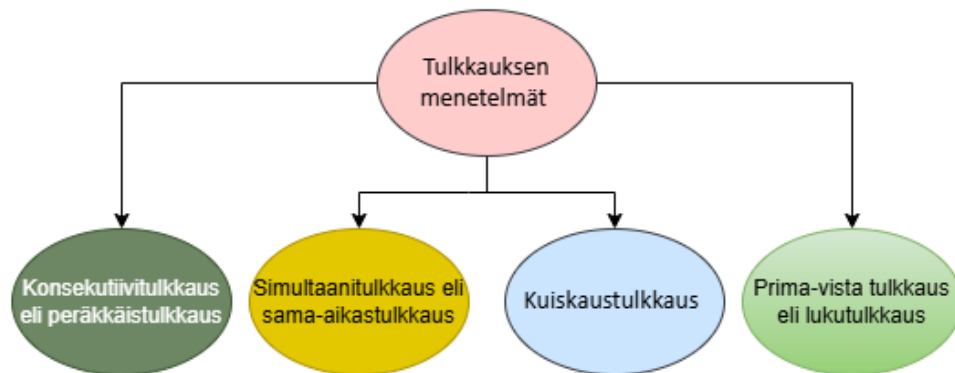 Tulkkauksen
menetelmät
Konsekutiivitulkkaus
eli peräkkäistulkkaus
Simultaanitulkkaus eli
sama-aikastulkkaus
Kuiskaustulkkaus
Prima-vista tulkkaus
eli lukutulkkaus